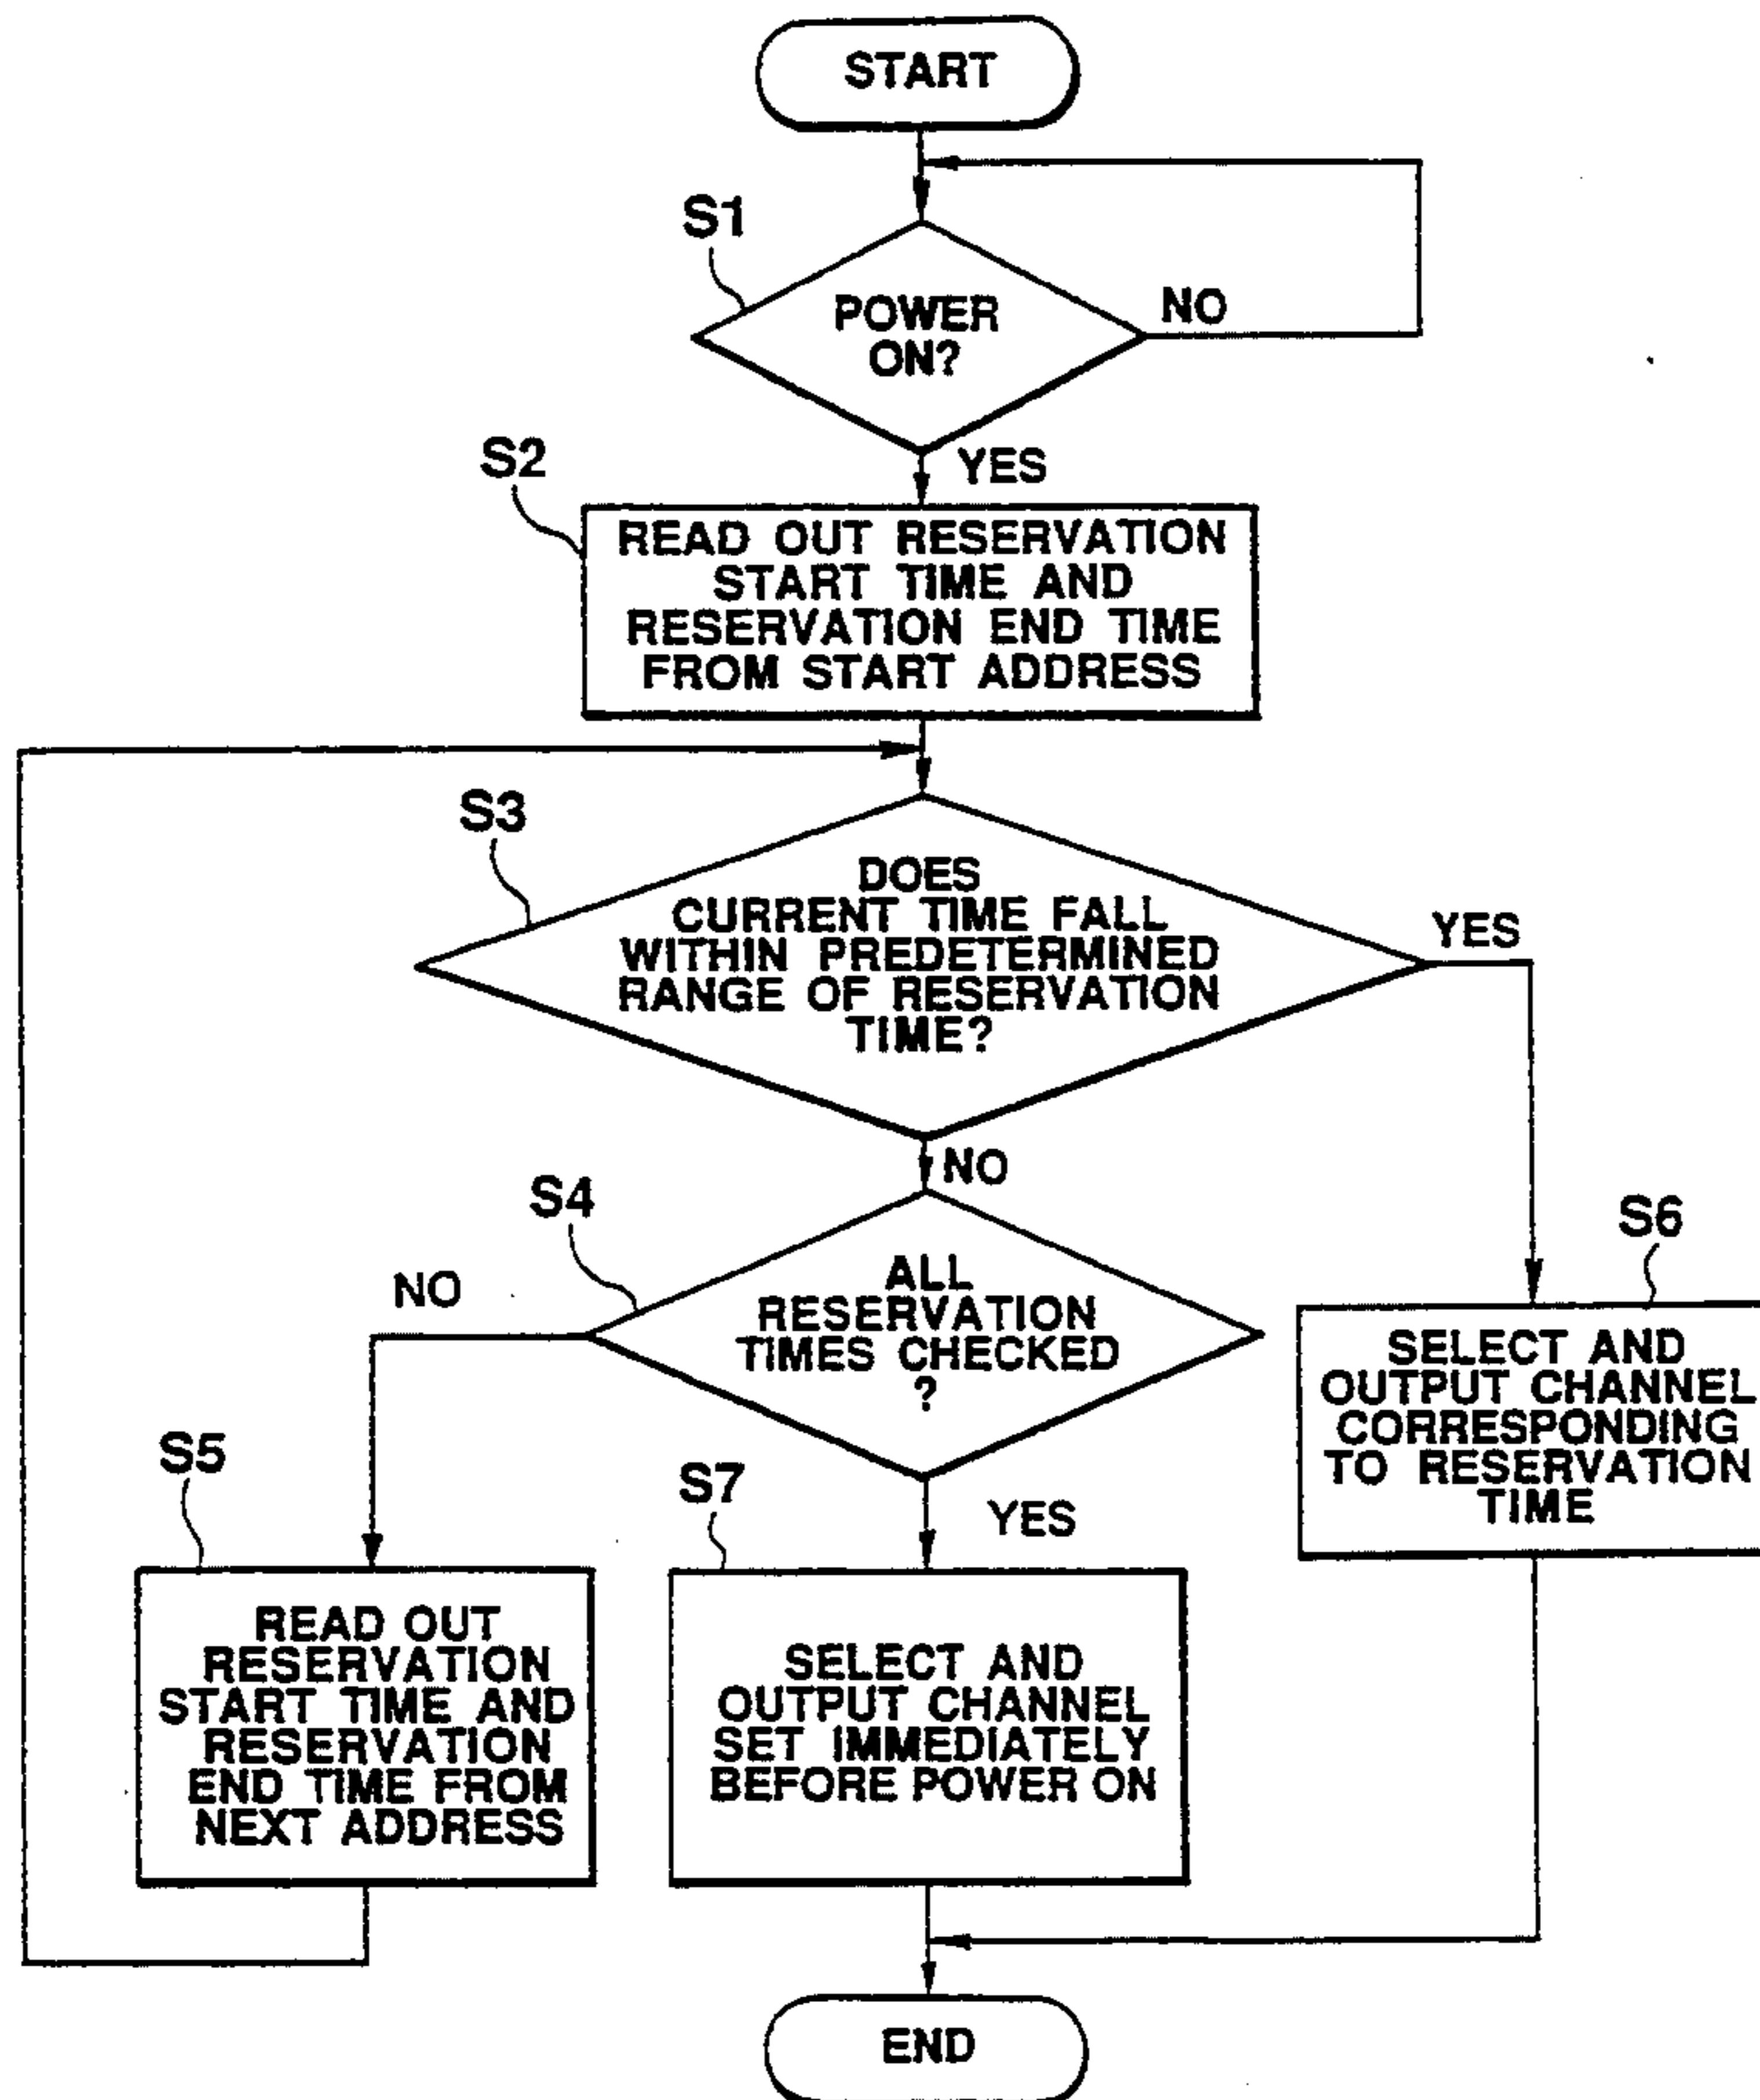 START
S1
POWER
ON?
NO
YES
S2
READ OUT RESERVATION
START TIME AND
RESERVATION END TIME
FROM START ADDRESS
S3
DOES
CURRENT TIME FALL
WITHIN PREDETERMINED
RANGE OF RESERVATION
TIME?
YES
NO
S4
ALL
RESERVATION
TIMES CHECKED
?
NO
YES
S6
SELECT AND
OUTPUT CHANNEL
CORRESPONDING
TO RESERVATION
TIME
S5
READ OUT
RESERVATION
START TIME AND
RESERVATION
END TIME FROM
NEXT ADDRESS
S7
SELECT AND
OUTPUT CHANNEL
SET IMMEDIATELY
BEFORE POWER ON
END